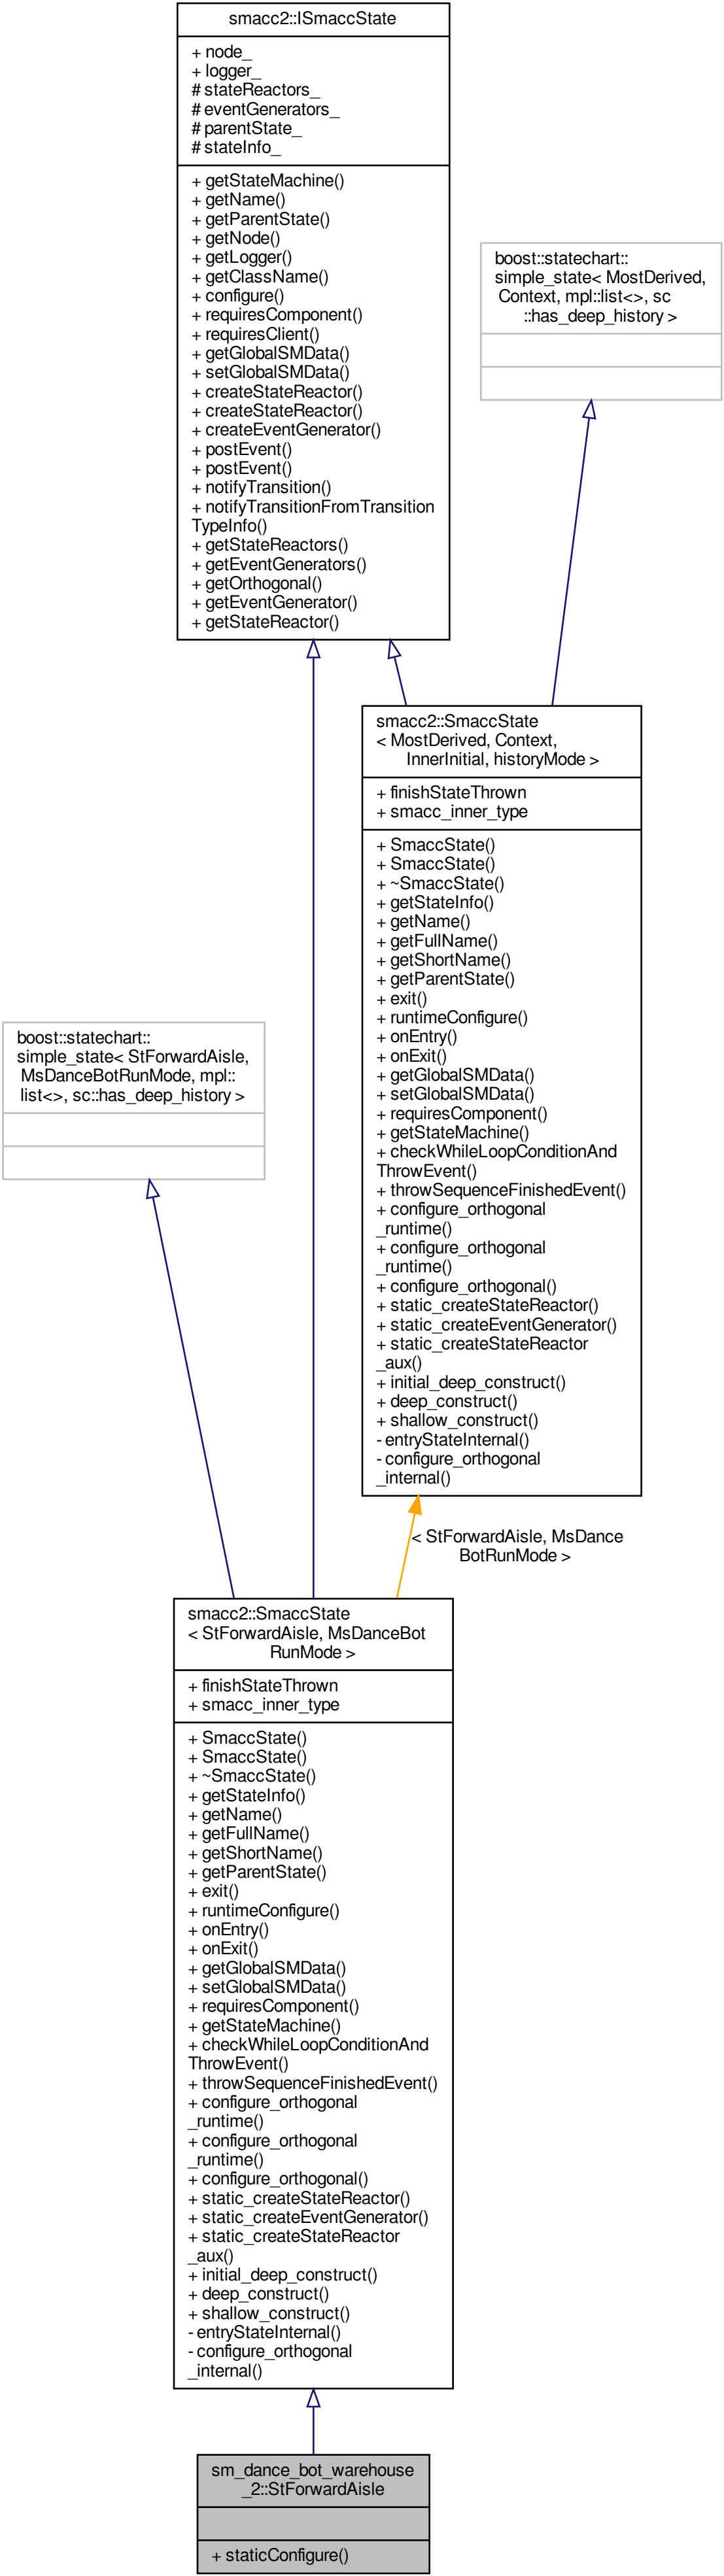 smacc2::ISmaccState
+ node_
+ logger_
# stateReactors_
# eventGenerators_
# parentState_
# stateInfo_
+ getStateMachine()
+ getName()
+ getParentState()
+ getNode()
+ getLogger()
+ getClassName()
+ configure()
+ requiresComponent()
+ requiresClient()
+ getGlobalSMData()
+ setGlobalSMData()
+ createStateReactor()
+ createStateReactor()
+ createEventGenerator()
+ postEvent()
+ postEvent()
+ notifyTransition()
+ notifyTransitionFromTransition
TypeInfo()
+ getStateReactors()
+ getEventGenerators()
+ getOrthogonal()
+ getEventGenerator()
+ getStateReactor()
boost::statechart::
simple_state< MostDerived,
Context, mpl::list<>, sc
::has_deep_history >
smacc2::SmaccState
< MostDerived, Context,
InnerInitial, historyMode >
+ finishStateThrown
+ smacc_inner_type
+ SmaccState()
+ SmaccState()
+ ~SmaccState()
+ getStateInfo()
+ getName()
+ getFullName()
+ getShortName()
+ getParentState()
+ exit()
+ runtimeConfigure()
+ onEntry()
+ onExit()
+ getGlobalSMData()
+ setGlobalSMData()
+ requiresComponent()
+ getStateMachine()
+ checkWhileLoopConditionAnd
ThrowEvent()
+ throwSequenceFinishedEvent()
+ configure_orthogonal
_runtime()
+ configure_orthogonal
_runtime()
+ configure_orthogonal()
+ static_createStateReactor()
+ static_createEventGenerator()
+ static_createStateReactor
_aux()
+ initial_deep_construct()
+ deep_construct()
+ shallow_construct()
- entryStateInternal()
- configure_orthogonal
_internal()
boost::statechart::
simple_state< StForwardAisle,
MsDanceBotRunMode, mpl::
list<>, sc::has_deep_history >
< StForwardAisle, MsDance
BotRunMode >
smacc2::SmaccState
< StForwardAisle, MsDanceBot
RunMode >
+ finishStateThrown
+ smacc_inner_type
+ SmaccState()
+ SmaccState()
+ ~SmaccState()
+ getStateInfo()
+ getName()
+ getFullName()
+ getShortName()
+ getParentState()
+ exit()
+ runtimeConfigure()
+ onEntry()
+ onExit()
+ getGlobalSMData()
+ setGlobalSMData()
+ requiresComponent()
+ getStateMachine()
+ checkWhileLoopConditionAnd
ThrowEvent()
+ throwSequenceFinishedEvent()
+ configure_orthogonal
_runtime()
+ configure_orthogonal
_runtime()
+ configure_orthogonal()
+ static_createStateReactor()
+ static_createEventGenerator()
+ static_createStateReactor
_aux()
+ initial_deep_construct()
+ deep_construct()
+ shallow_construct()
- entryStateInternal()
- configure_orthogonal
_internal()
sm_dance_bot_warehouse
_2::StForwardAisle
+ staticConfigure()